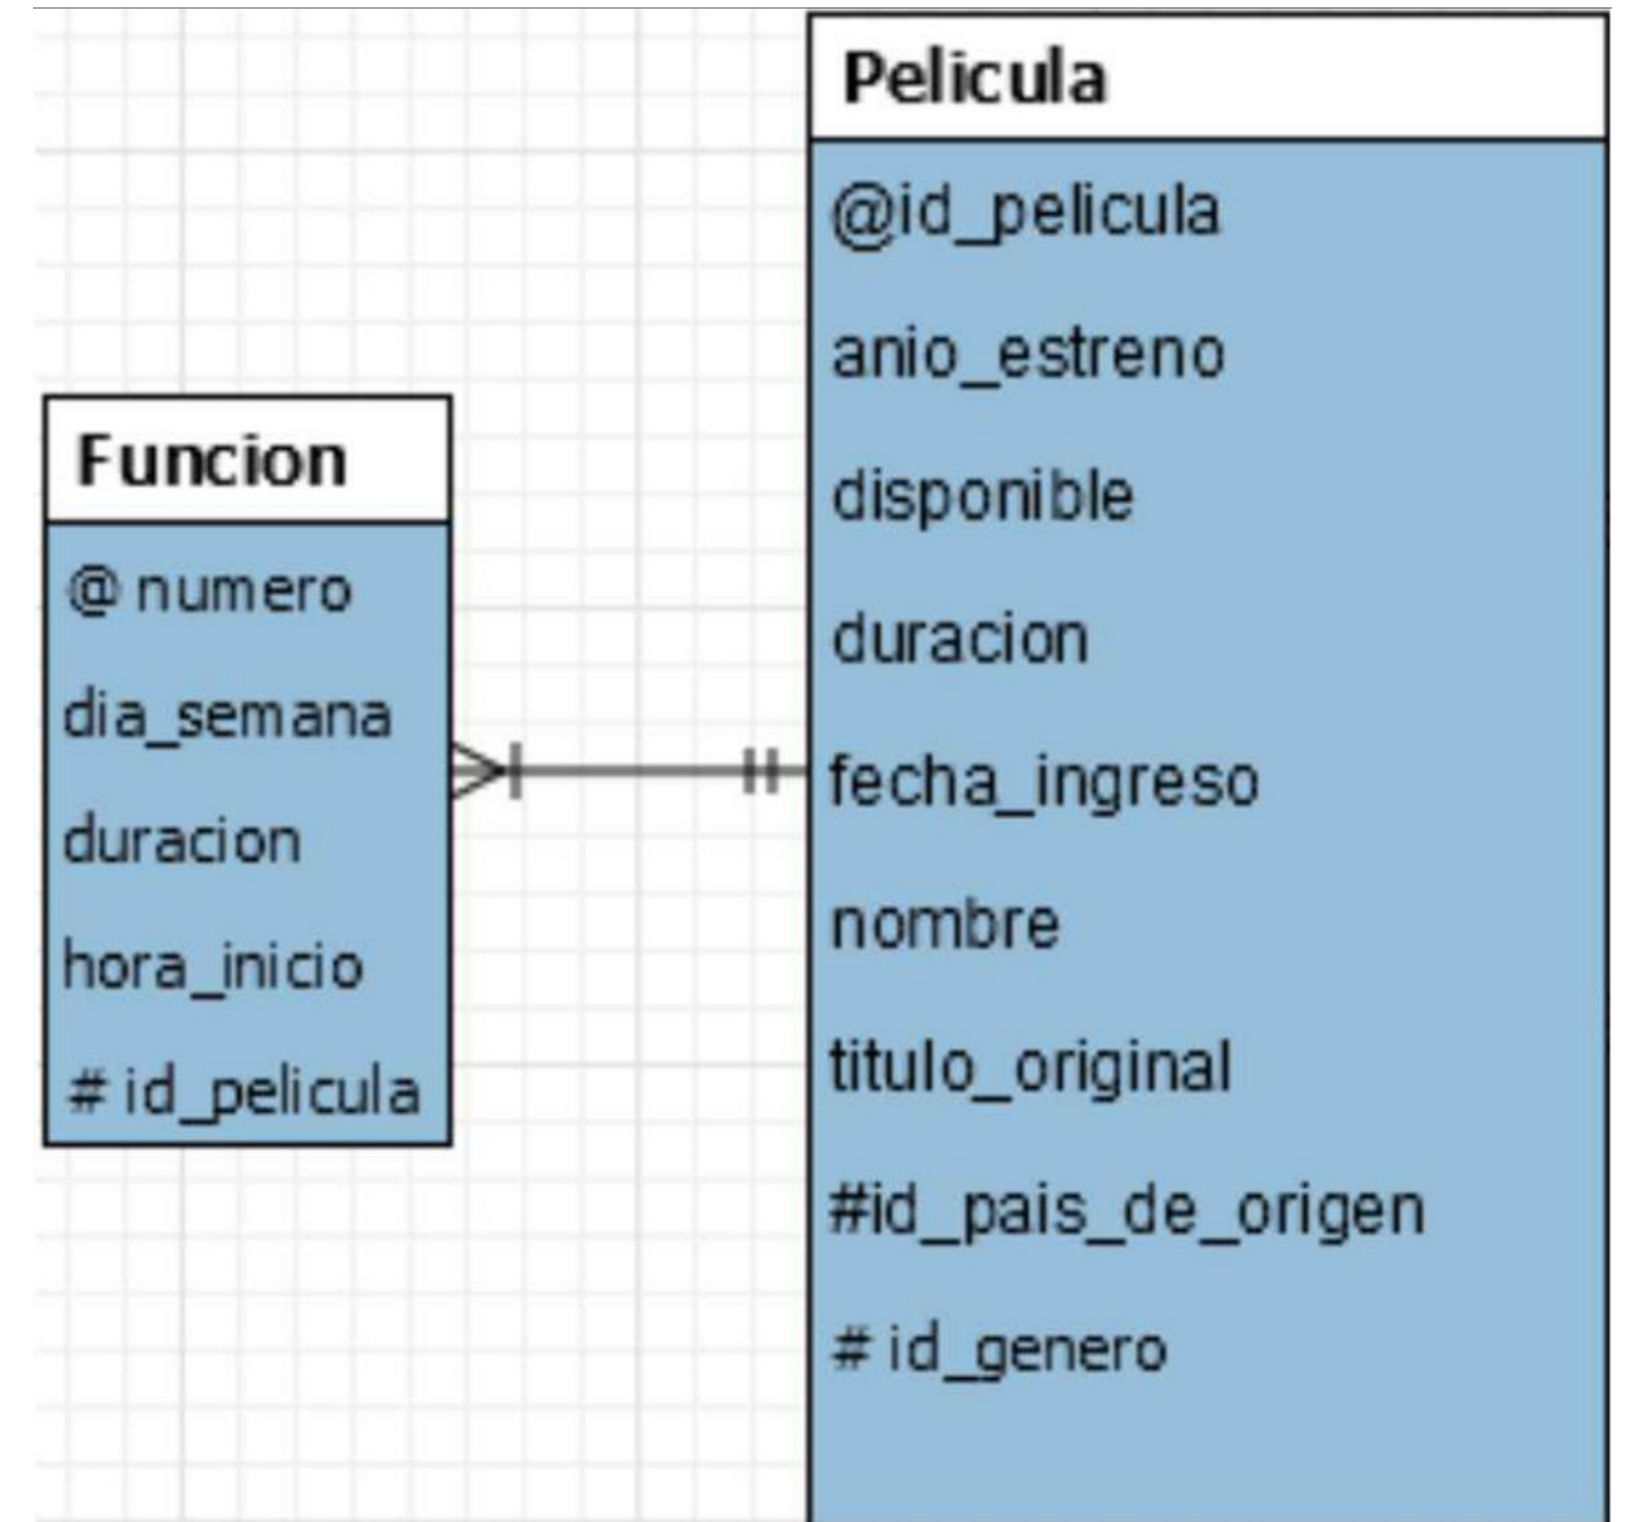 Funcion
@ numero
dia_semana
duracion
hora_inicio
# id_pelicula
Pelicula
@id_pelicula
anio_estreno
disponible
duracion
fecha_ingreso
nombre
titulo_original
#id_pais_de_origen
# id_genero